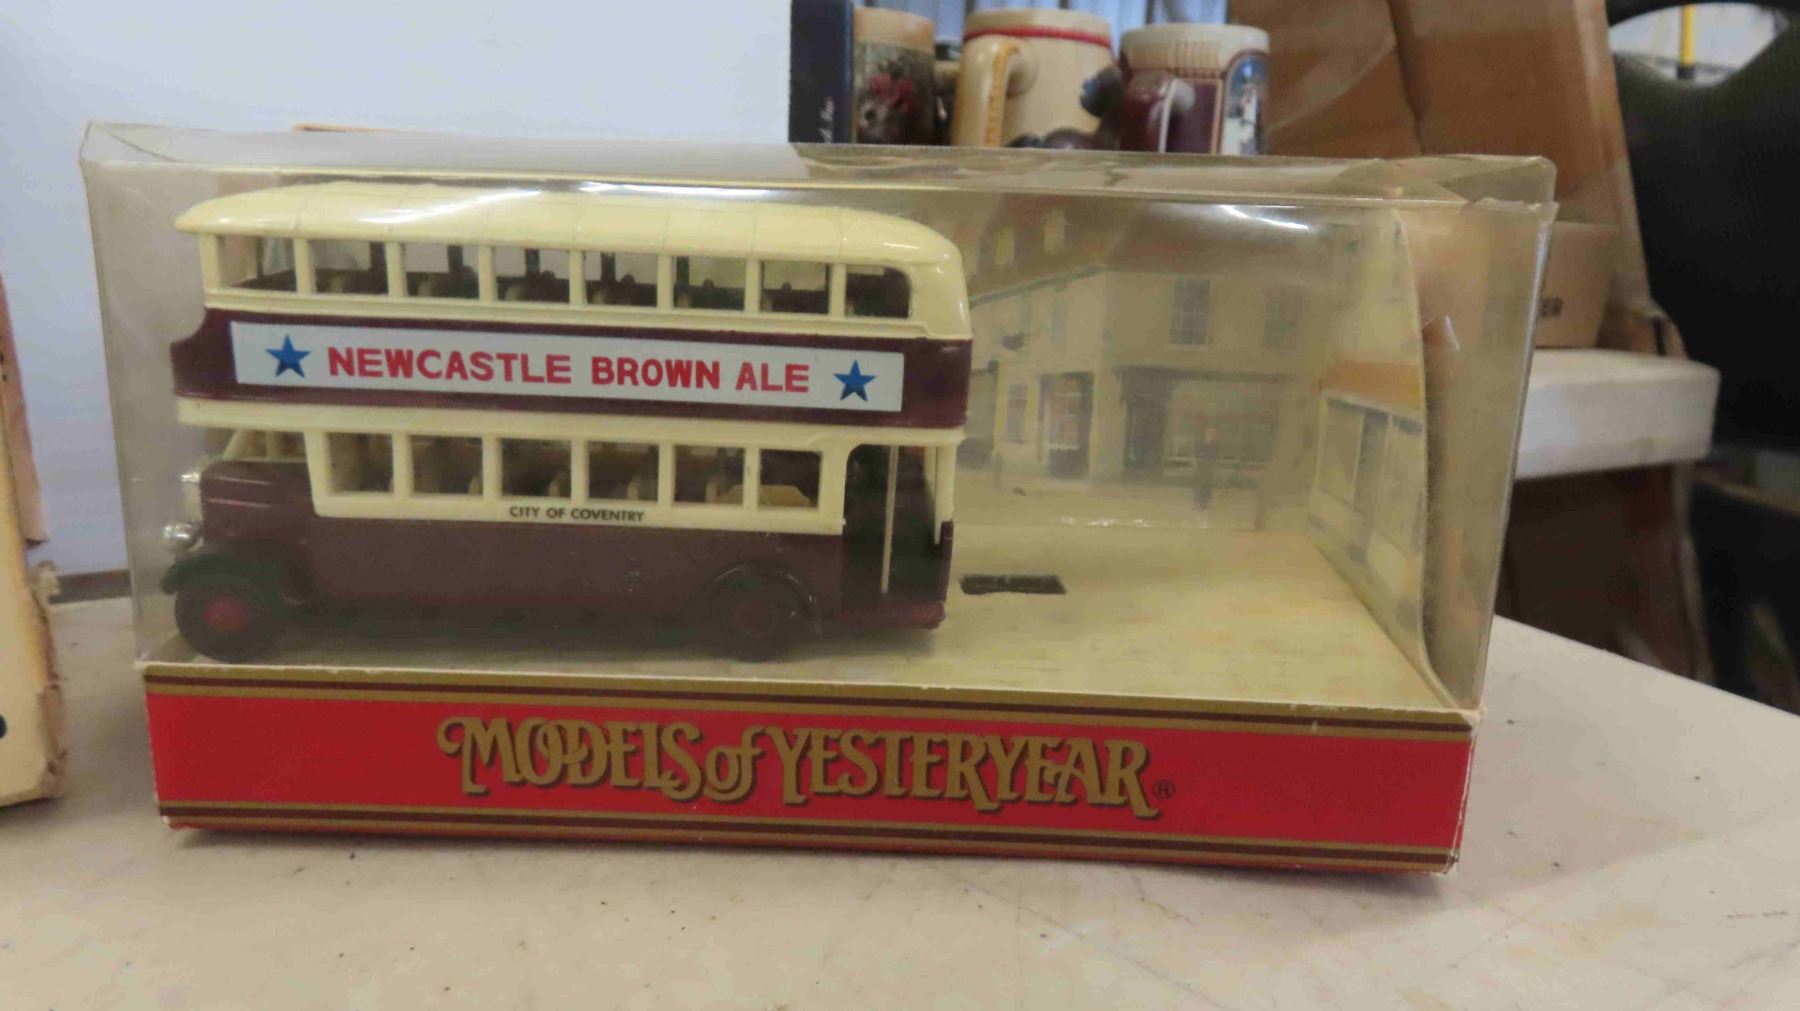 ★ NEWCASTLE BROWN ALE ★
CITY OF COVENTRY
MODELS of YESTERYEAR®